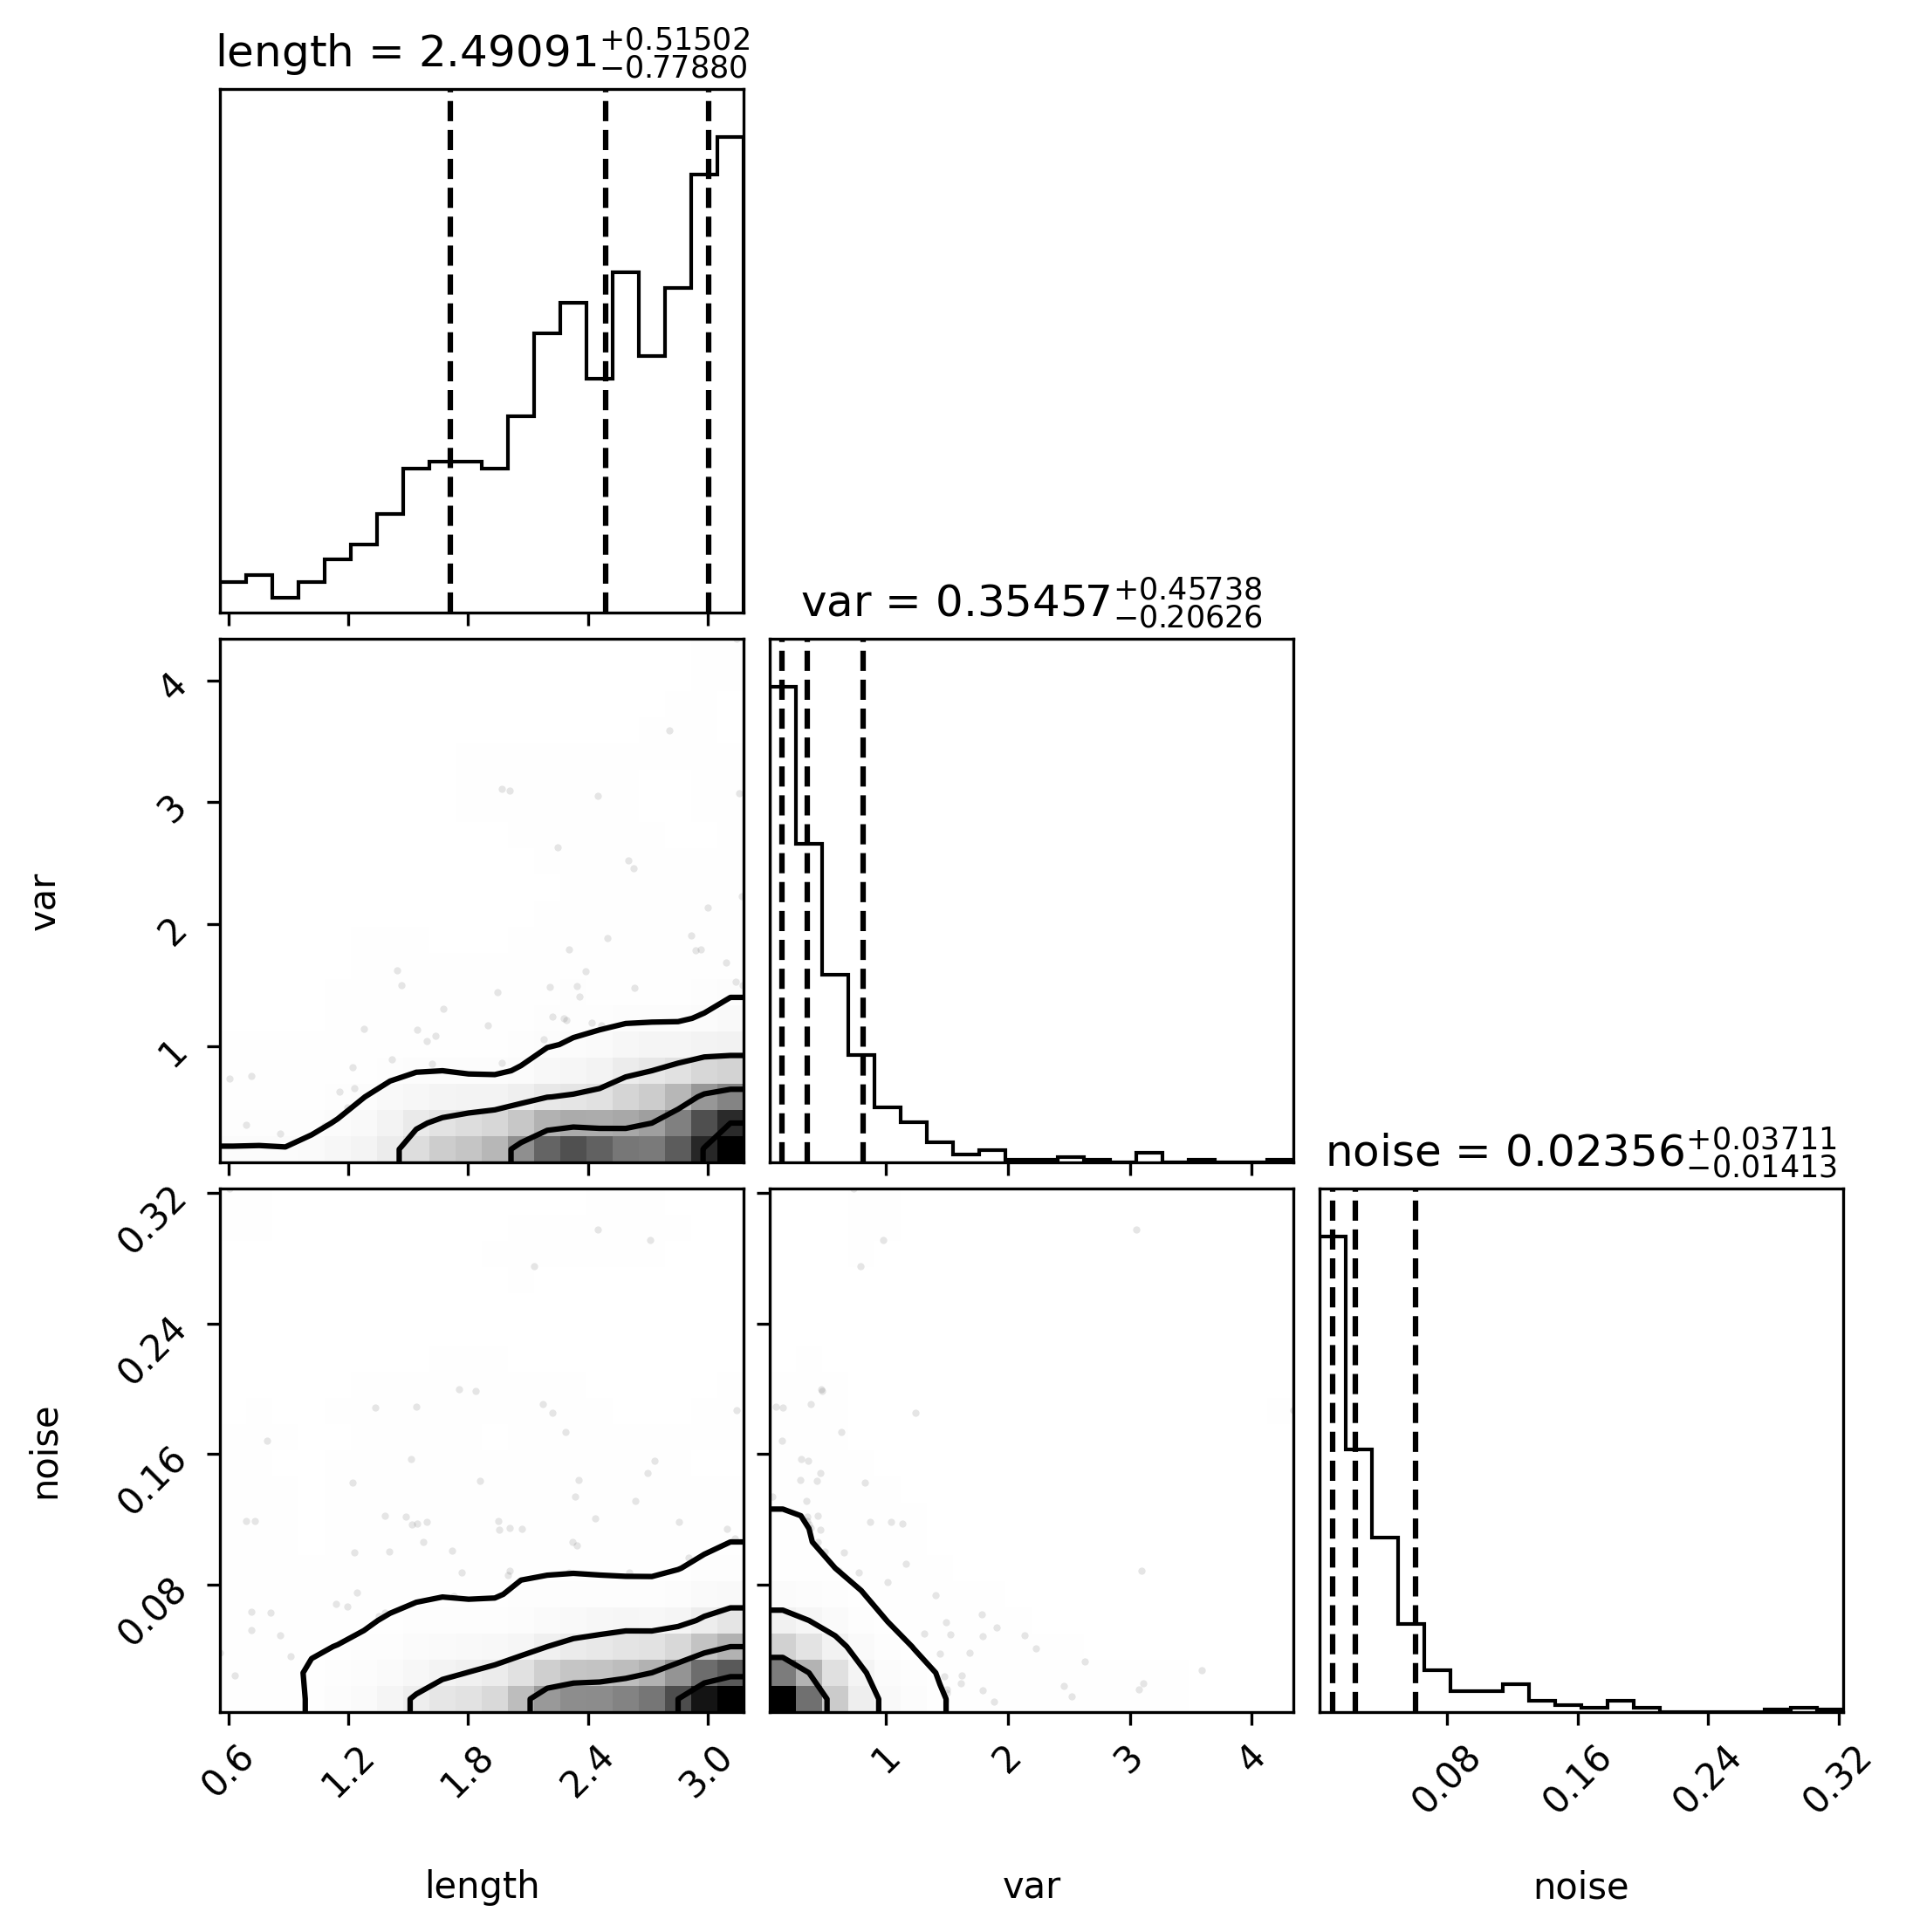 length = 2.49091+0.51502−0.77880
var = 0.35457+0.45738−0.20626
4
3
2
1
var
noise = 0.02356+0.03711−0.01413
0.32
0.24
0.16
0.08
noise
0.6 1.2 1.8 2.4 3.0 1 2 3 4 0.08 0.16 0.24 0.32
length var noise